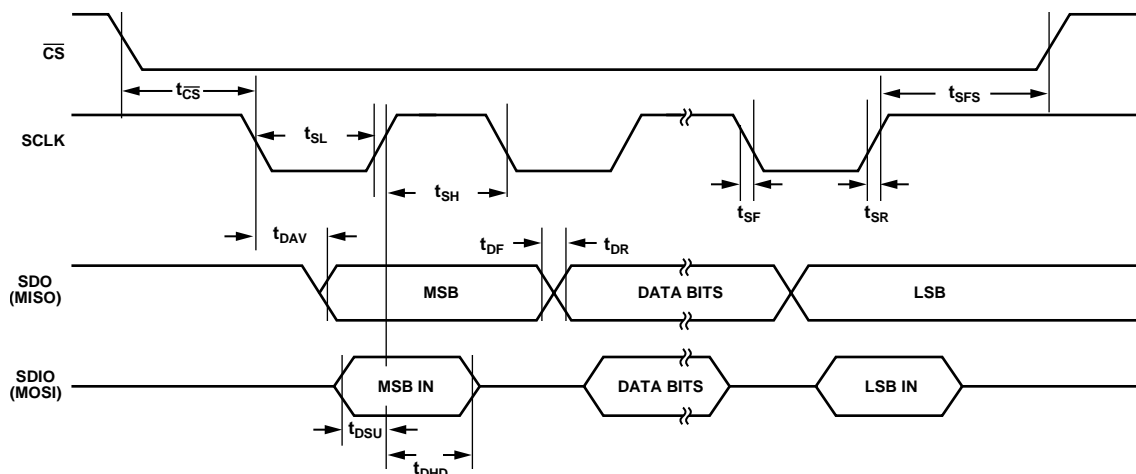 CS
tCS
tSFS
SCLK
tSL
tSH
tSF
tSR
tDAV
tDF
tDR
SDO
(MISO)
MSB
DATA BITS
LSB
SDIO
(MOSI)
MSB IN
DATA BITS
LSB IN
tDSU
tDHD